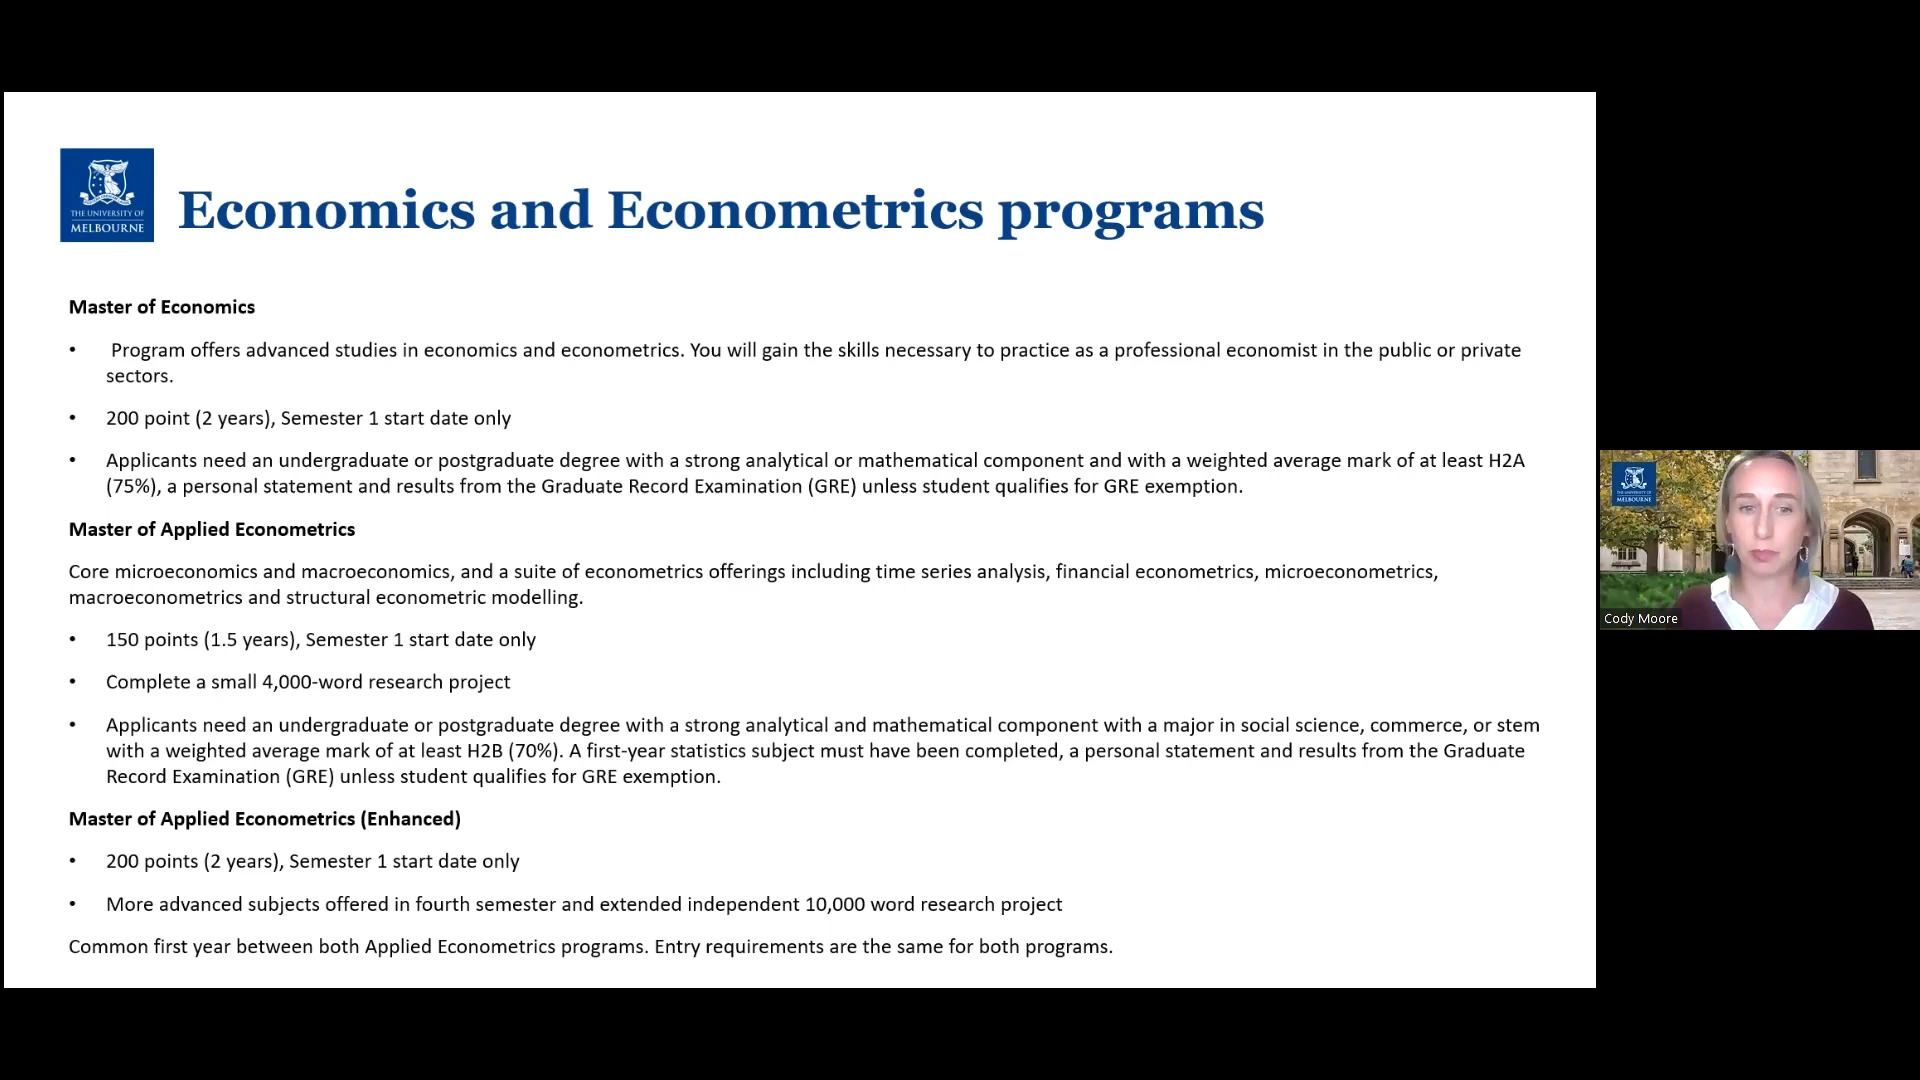 THE UNIVERSITY OF
MELBOURNE
Economics and Econometrics programs
Master of Economics
• Program offers advanced studies in economics and econometrics. You will gain the skills necessary to practice as a professional economist in the public or private
sectors.
• 200 point (2 years), Semester 1 start date only
• Applicants need an undergraduate or postgraduate degree with a strong analytical or mathematical component and with a weighted average mark of at least H2A
(75%), a personal statement and results from the Graduate Record Examination (GRE) unless student qualifies for GRE exemption.
Master of Applied Econometrics
Core microeconomics and macroeconomics, and a suite of econometrics offerings including time series analysis, financial econometrics, microeconometrics,
macroeconometrics and structural econometric modelling.
• 150 points (1.5 years), Semester 1 start date only
• Complete a small 4,000-word research project
• Applicants need an undergraduate or postgraduate degree with a strong analytical and mathematical component with a major in social science, commerce, or stem
with a weighted average mark of at least H2B (70%). A first-year statistics subject must have been completed, a personal statement and results from the Graduate
Record Examination (GRE) unless student qualifies for GRE exemption.
Master of Applied Econometrics (Enhanced)
• 200 points (2 years), Semester 1 start date only
• More advanced subjects offered in fourth semester and extended independent 10,000 word research project
Common first year between both Applied Econometrics programs. Entry requirements are the same for both programs.
THE UNIVERSITY OF
MELBOURNE
Cody Moore